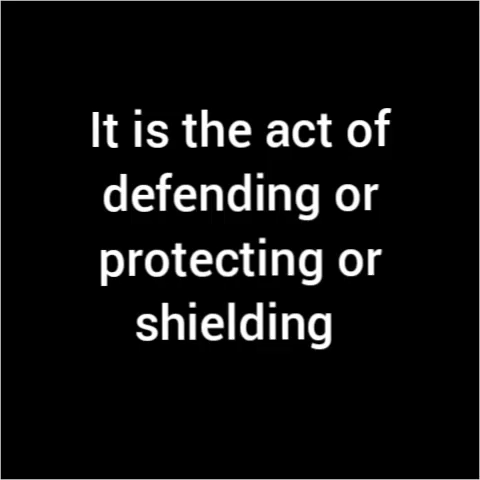 It is the act of
defending or
protecting or
shielding